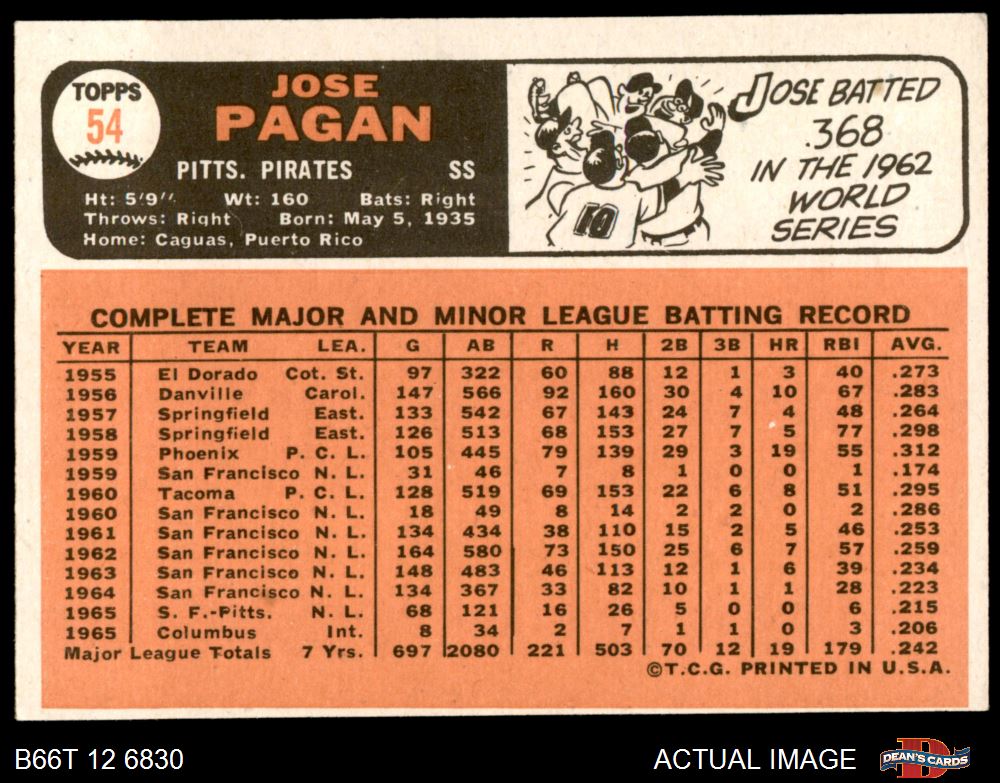 TOPPS
54
JOSE
PAGAN
PITTS. PIRATES SS
Ht: 5'9" Wt: 160 Bats: Right
Throws: Right Born: May 5, 1935
Home: Caguas, Puerto Rico
10
JOSE BATTED
.368
IN THE 1962
WORLD
SERIES
COMPLETE MAJOR AND MINOR LEAGUE BATTING RECORD
YEAR TEAM LEA. G AB R H 2B 3B HR RBI AVG.
1955 El Dorado Cot. St. 97 322 60 88 12 1 3 40 .273
1956 Danville Carol. 147 566 92 160 30 4 10 67 .283
1957 Springfield East. 133 542 67 143 24 7 4 48 .264
1958 Springfield East. 126 513 68 153 27 7 5 77 .298
1959 Phoenix P. C. L. 105 445 79 139 29 3 19 55 .312
1959 San Francisco N. L. 31 46 7 8 1 0 0 1 .174
1960 Tacoma P. C. L. 128 519 69 153 22 6 8 51 .295
1960 San Francisco N. L. 18 49 8 14 2 2 0 2 .286
1961 San Francisco N. L. 134 434 38 110 15 2 5 46 .253
1962 San Francisco N. L. 164 580 73 150 25 6 7 57 .259
1963 San Francisco N. L. 148 483 46 113 12 1 6 39 .234
1964 San Francisco N. L. 134 367 33 82 10 1 1 28 .223
1965 S. F.-Pitts. N. L. 68 121 16 26 5 0 0 6 .215
1965 Columbus Int. 8 34 2 7 1 1 0 3 .206
Major League Totals 7 Yrs. 697 2080 221 503 70 12 19 179 .242
©T.C.G. PRINTED IN U.S.A.
B66T 12 6830 ACTUAL IMAGE
DEAN'S CARDS